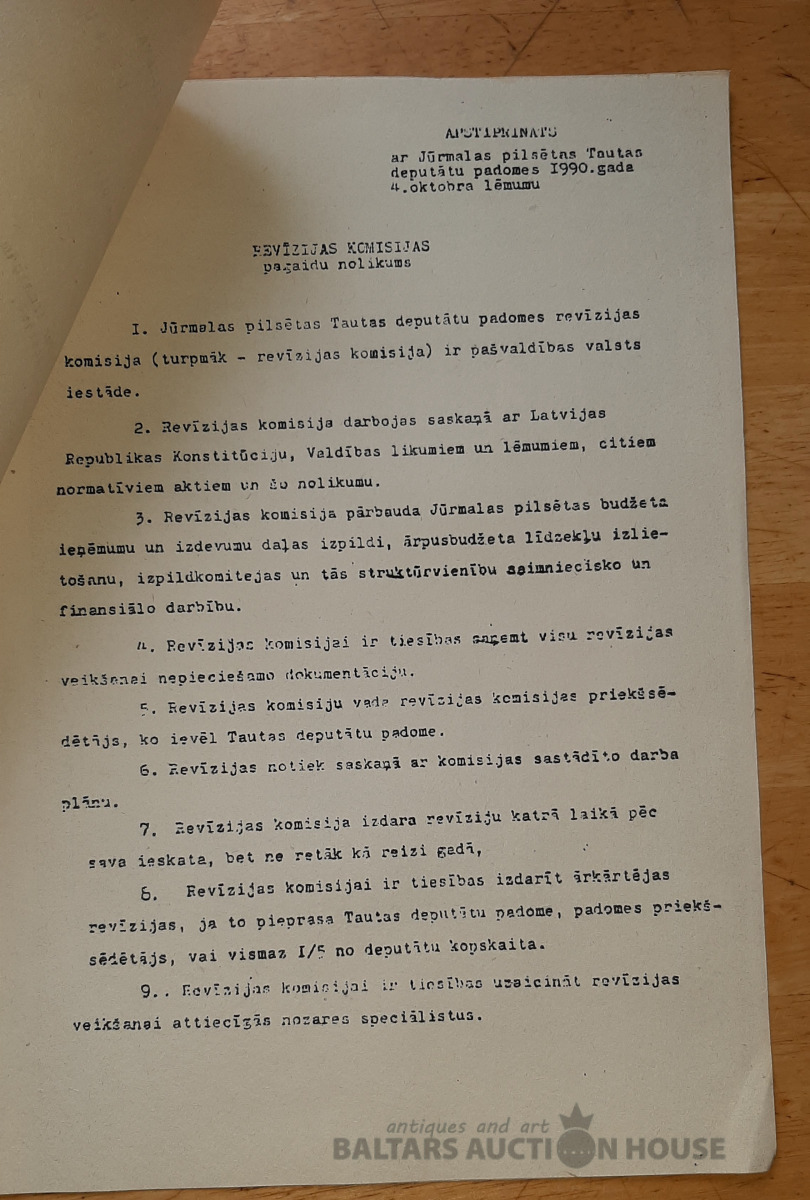 APSTIPRINĀTS
ar Jūrmalas pilsētas Tautas
deputātu padomes I990.gada
4.oktobra lēmumu
REVĪZIJAS KOMISIJAS
pagaidu nolikums
I. Jūrmalas pilsētas Tautas deputātu padomes revīzijas
komisija (turpmāk - revīzijas komisija) ir pašvaldības valsts
iestāde.
2. Revīzijas komisija darbojas saskaņā ar Latvijas
Republikas Konstitūciju, Valdības likumiem un lēmumiem, citiem
normatīviem aktiem un šo nolikumu.
3. Revīzijas komisija pārbauda Jūrmalas pilsētas budžeta
ieņēmumu un izdevumu daļas izpildi, ārpusbudžeta līdzekļu izlie-
tošanu, izpildkomitejas un tās struktūrvienību saimniecisko un
finansiālo darbību.
4. Revīzijas komisijai ir tiesības saņemt visu revīzijas
veikšanai nepieciešamo dokumentāciju.
5. Revīzijas komisiju vada revīzijas komisijas priekšsē-
dētājs, ko ievēl Tautas deputātu padome.
6. Revīzijas notiek saskaņā ar komisijas sastādīto darba
plānu.
7. Revīzijas komisija izdara revīziju katrā laikā pēc
sava ieskata, bet ne retāk kā reizi gadā,
8. Revīzijas komisijai ir tiesības izdarīt ārkārtējas
revīzijas, ja to pieprasa Tautas deputātu padome, padomes priekš-
sēdētājs, vai vismaz I/5 no deputātu kopskaita.
9.. Revīzijas komisijai ir tiesības uzaicināt revīzijas
veikšanai attiecīgās nozares speciālistus.
antiques and art
BALTARS AUCTION HOUSE